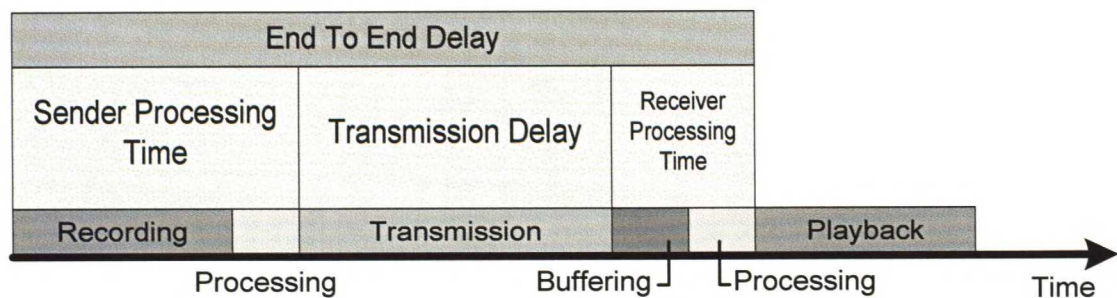 End To End Delay
Sender Processing
Time
Transmission Delay
Receiver
Processing
Time
Recording
Transmission
Playback
Processing
Buffering
Processing
Time